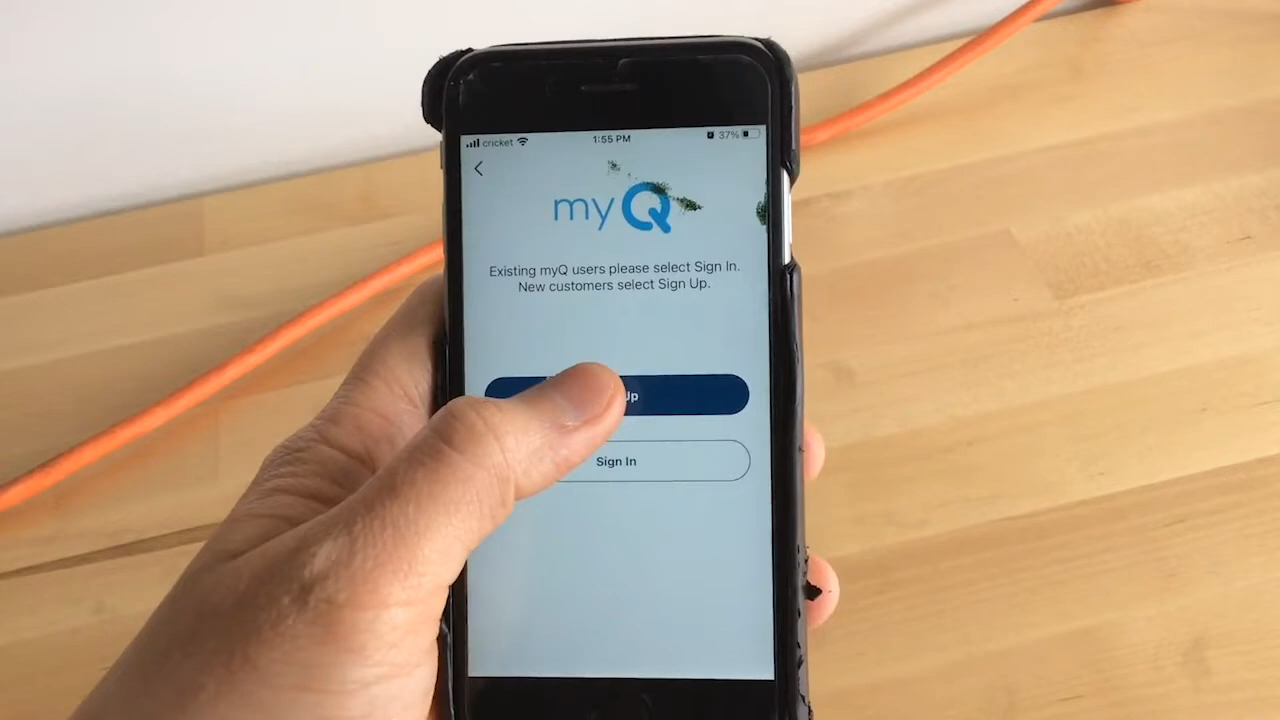 cricket 1:55 PM 37%
myQ
Existing myQ users please select Sign In.
New customers select Sign Up.
Up
Sign In